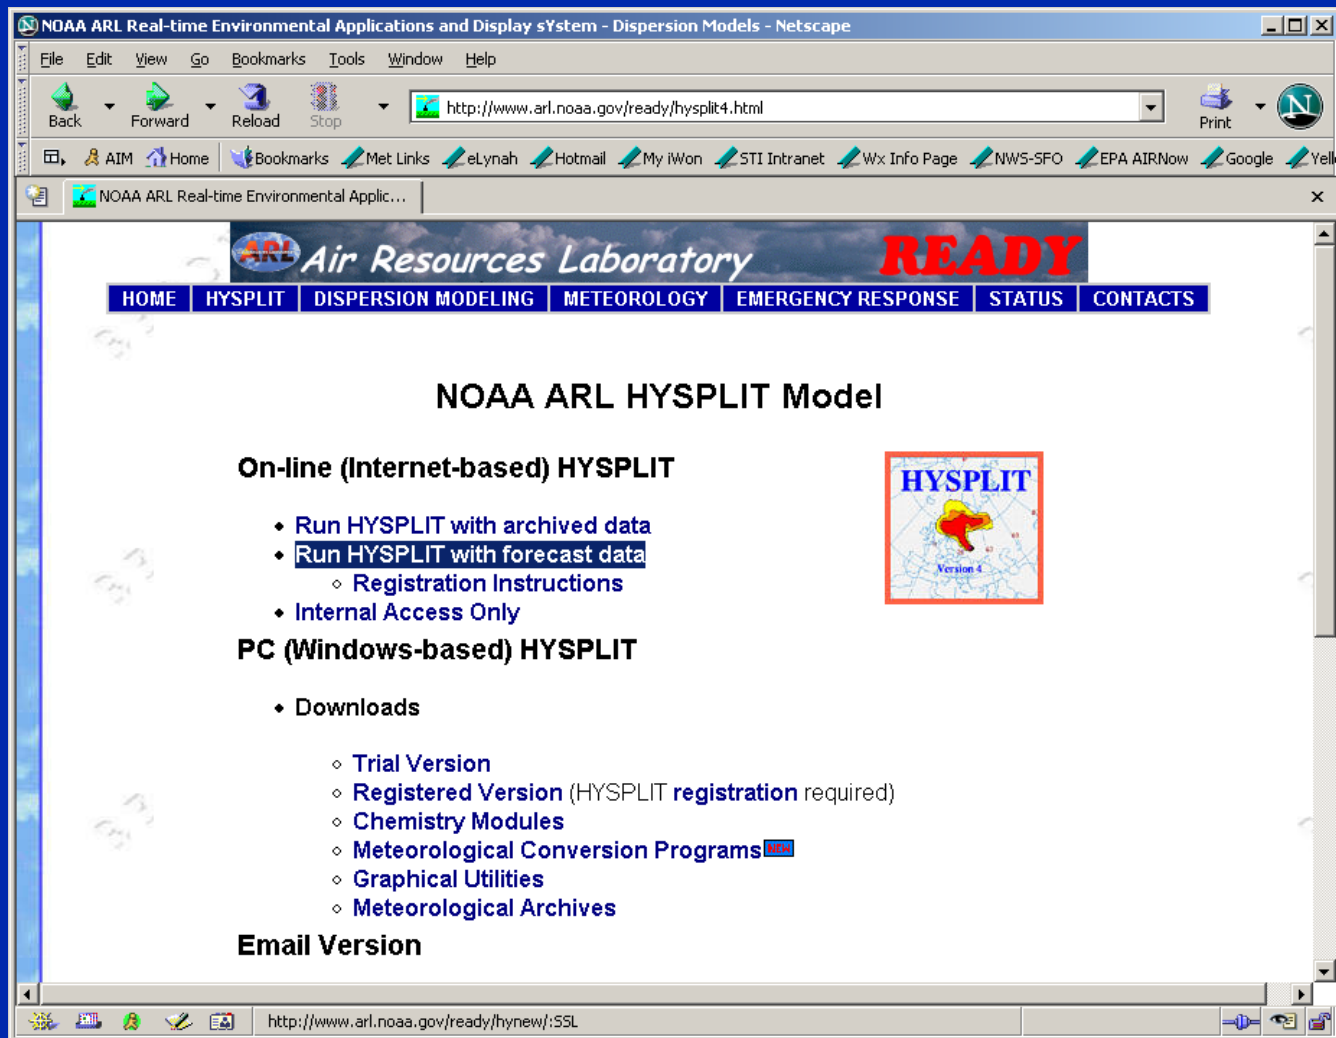 NOAA ARL Real-time Environmental Applications and Display sYstem - Dispersion Models - Netscape
File Edit View Go Bookmarks Tools Window Help
Back Forward Reload Stop http://www.arl.noaa.gov/ready/hysplit4.html Print N
AIM Home Bookmarks Met Links eLynah Hotmail My iWon STI Intranet Wx Info Page NWS-SFO EPA AIRNow Google Yell
NOAA ARL Real-time Environmental Applic...
ARL Air Resources Laboratory READY
HOME HYSPLIT DISPERSION MODELING METEOROLOGY EMERGENCY RESPONSE STATUS CONTACTS
NOAA ARL HYSPLIT Model
On-line (Internet-based) HYSPLIT
HYSPLIT
Version 4
Run HYSPLIT with archived data
Run HYSPLIT with forecast data
Registration Instructions
Internal Access Only
PC (Windows-based) HYSPLIT
Downloads
Trial Version
Registered Version (HYSPLIT registration required)
Chemistry Modules
Meteorological Conversion Programs NEW
Graphical Utilities
Meteorological Archives
Email Version
http://www.arl.noaa.gov/ready/hynew/:SSL